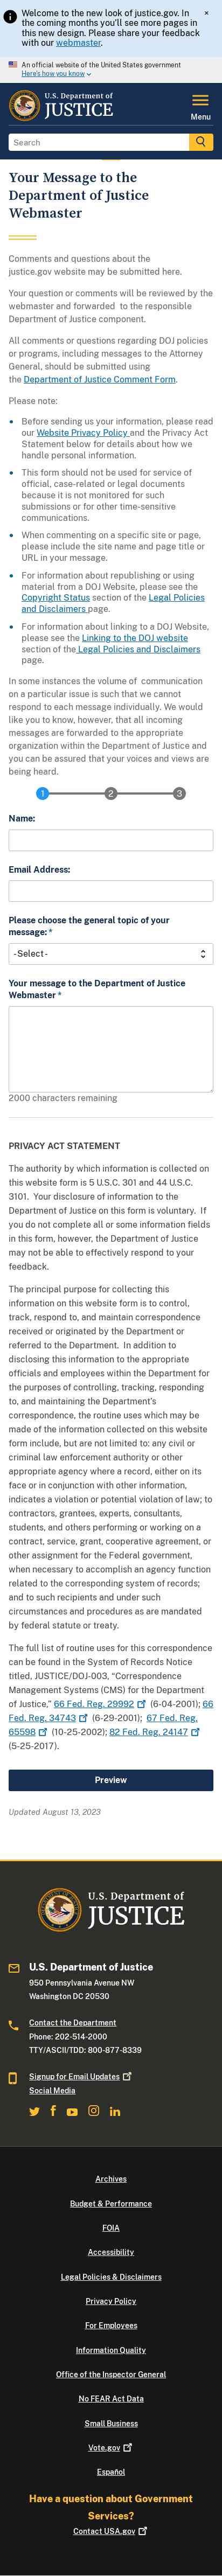 Welcome to the new look of justice.gov. In
the coming months you'll see more pages in
this new design. Please share your feedback
with our webmaster.
×
An official website of the United States government
Here's how you know
U.S. Department of
JUSTICE
Menu
Search
Your Message to the
Department of Justice
Webmaster
Comments and questions about the
justice.gov website may be submitted here.
Your question or comments will be reviewed by the
webmaster and forwarded to the responsible
Department of Justice component.
All comments or questions regarding DOJ policies
or programs, including messages to the Attorney
General, should be submitted using
the Department of Justice Comment Form.
Please note:
Before sending us your information, please read
our Website Privacy Policy and the Privacy Act
Statement below for details about how we
handle personal information.
This form should not be used for service of
official, case-related or legal documents
because it is not monitored for such
submissions or for other time-sensitive
communications.
When commenting on a specific site or page,
please include the site name and page title or
URL in your message.
For information about republishing or using
material from a DOJ Website, please see the
Copyright Status section of the Legal Policies
and Disclaimers page.
For information about linking to a DOJ Website,
please see the Linking to the DOJ website
section of the Legal Policies and Disclaimers
page.
In some instances the volume of communication
on a particular issue is such that we cannot
respond to each message individually. We would
like you to know, however, that all incoming
messages are forwarded to the appropriate
organization within the Department of Justice and
you can be assured that your issues and views are
being heard.
1 2 3
Name:
Email Address:
Please choose the general topic of your
message: *
- Select -
Your message to the Department of Justice
Webmaster *
2000 characters remaining
PRIVACY ACT STATEMENT
The authority by which information is collected on
this website form is 5 U.S.C. 301 and 44 U.S.C.
3101. Your disclosure of information to the
Department of Justice on this form is voluntary. If
you do not complete all or some of the information
fields in this form, however, the Department of
Justice may not be able to effectively respond to
your feedback.
The principal purpose for collecting this
information on this website form is to control,
track, respond to, and maintain correspondence
originated or received by the Department or
referred to the Department. In addition to
disclosing this information to the appropriate
offices and employees within the Department for
the purposes of controlling, tracking, responding
to, and maintaining the Department's
correspondence, the routine uses which may be
made of the information collected on this website
form include, but are not limited to: any civil or
criminal law enforcement authority or other
appropriate agency where a record, either on its
face or in conjunction with other information,
indicates a violation or potential violation of law;
contractors, grantees, experts, consultants,
students, and others performing or working on a
contract, service, grant, cooperative agreement,
or other assignment for the Federal government
when necessary to accomplish an agency
function; an actual or potential party to litigation
for the purpose of negotiation or discussion on
such matters as settlement, plea bargaining, or in
informal discovery proceedings; and such
circumstances and procedures as are mandated
by federal statute or treaty.
The full list of routine uses for this correspondence
can be found in the System of Records Notice
titled, JUSTICE/DOJ-003, "Correspondence
Management Systems (CMS) for the Department
of Justice," 66 Fed. Reg. 29992 (6-04-2001); 66
Fed. Reg. 34743 (6-29-2001); 67 Fed. Reg.
65598 (10-25-2002); 82 Fed. Reg. 24147
(5-25-2017).
Preview
Updated August 13, 2023
U.S. Department of
JUSTICE
U.S. Department of Justice
950 Pennsylvania Avenue NW
Washington DC 20530
Contact the Department
Phone: 202-514-2000
TTY/ASCII/TDD: 800-877-8339
Signup for Email Updates
Social Media
Archives
Budget & Performance
FOIA
Accessibility
Legal Policies & Disclaimers
Privacy Policy
For Employees
Information Quality
Office of the Inspector General
No FEAR Act Data
Small Business
Vote.gov
Español
Have a question about Government
Services?
Contact USA.gov